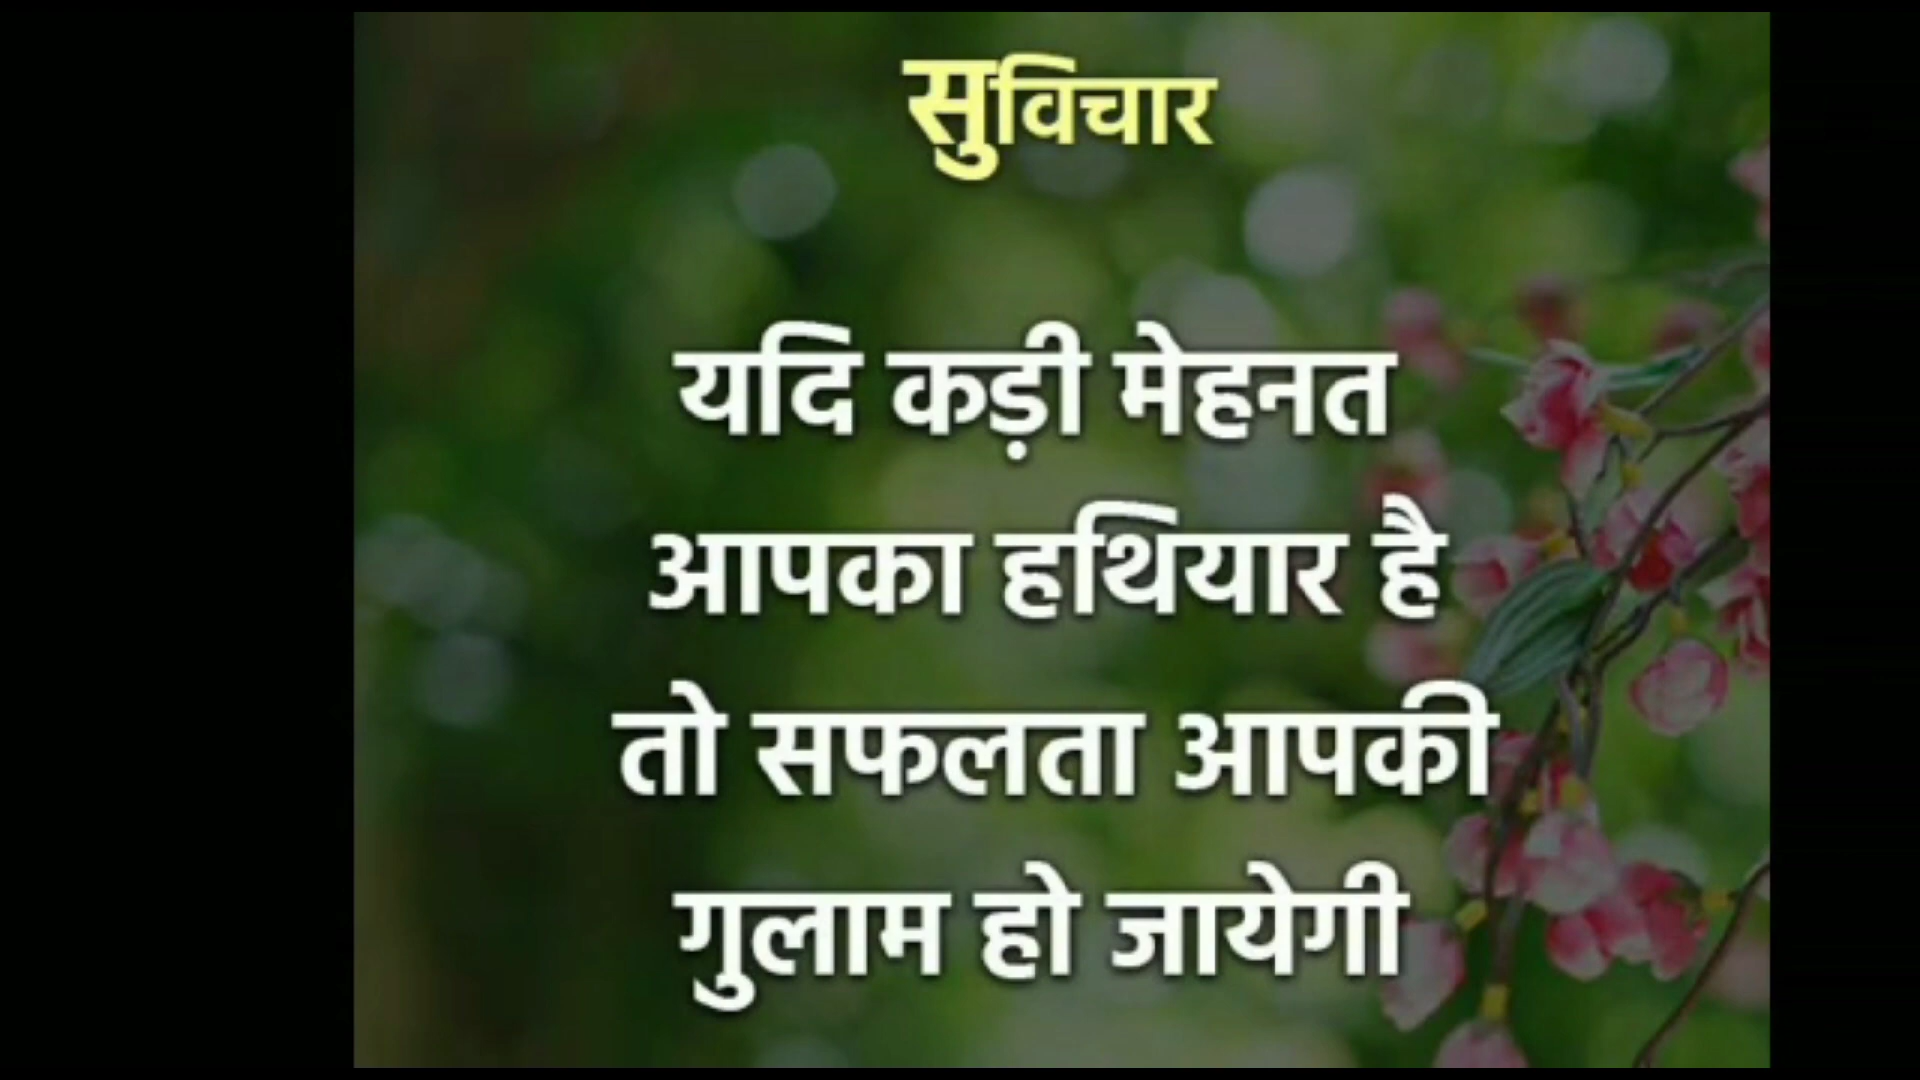 सुविचार
यदि कड़ी मेहनत
आपका हथियार है
तो सफलता आपकी
गुलाम हो जायेगी